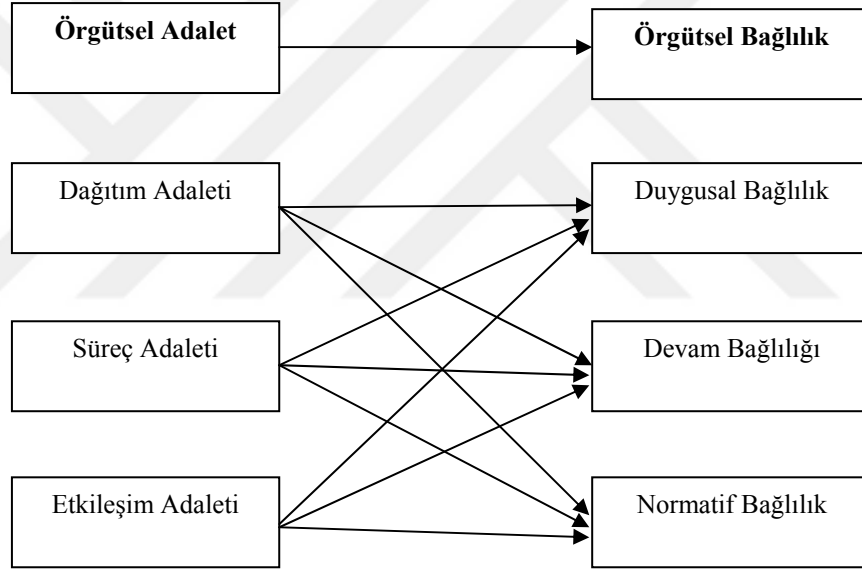 Örgütsel Adalet
Örgütsel Bağlılık
Dağıtım Adaleti
Duygusal Bağlılık
Süreç Adaleti
Devam Bağlılığı
Etkileşim Adaleti
Normatif Bağlılık